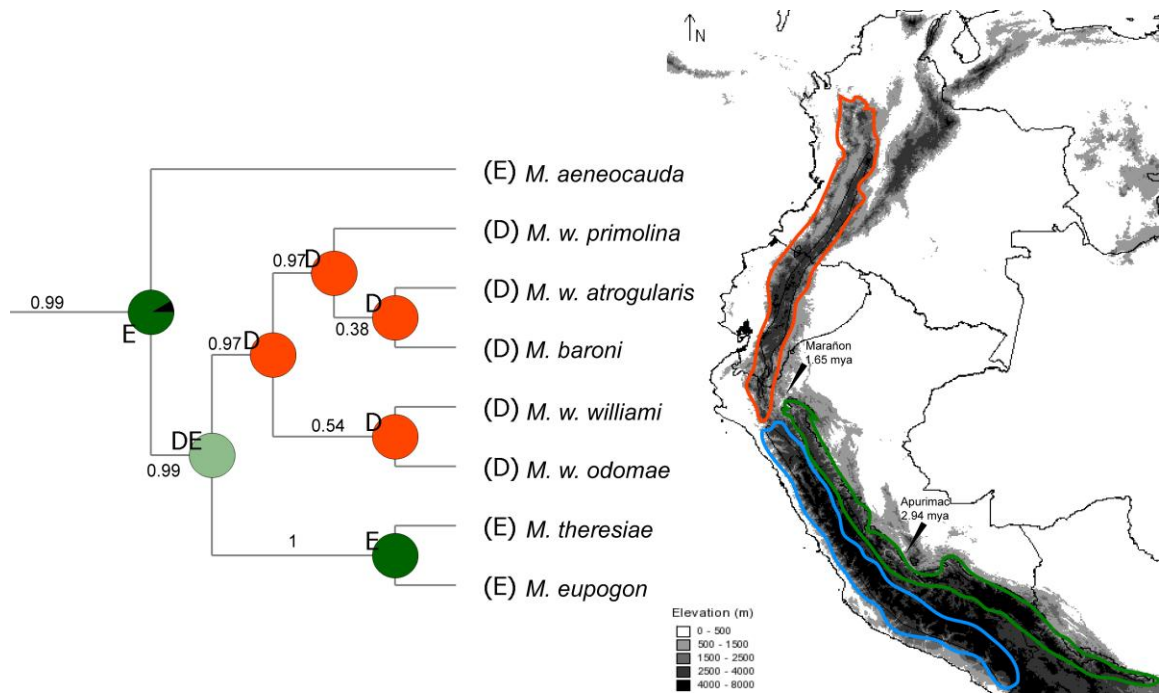 0.99
E
0.99
DE
0.97
D
0.97
D
0.38
D
0.54
D
1
E
(E) M. aeneocauda
(D) M. w. primolina
(D) M. w. atrogularis
(D) M. baroni
(D) M. w. williami
(D) M. w. odomae
(E) M. theresiae
(E) M. eupogon
N
Marañon
1.65 mya
Apurimac
2.94 mya
Elevation (m)
0 - 500
500 - 1500
1500 - 2500
2500 - 4000
4000 - 8000